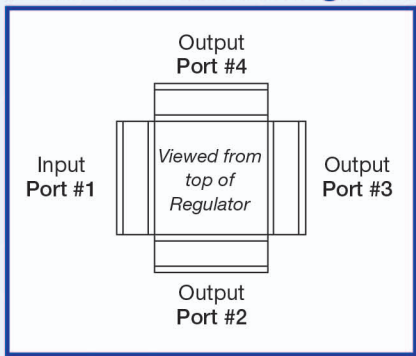 Output
Port #4
Input
Port #1
Viewed from
top of
Regulator
Output
Port #3
Output
Port #2